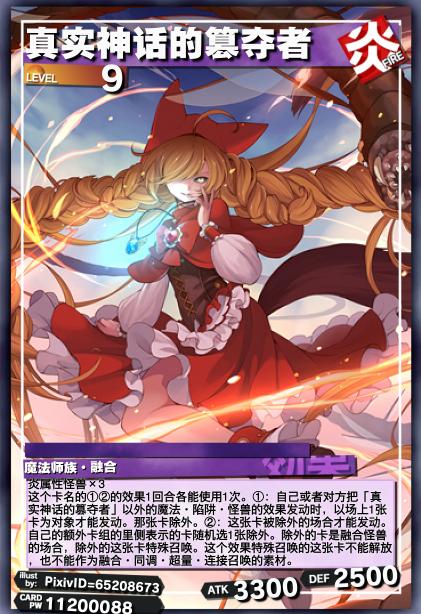 真实神话的篡夺者
炎
FIRE
LEVEL
9
魔法师族·融合
炎属性怪兽×3
这个卡名的①②的效果1回合各能使用1次。①：自己或者对方把「真
实神话的篡夺者」以外的魔法·陷阱·怪兽的效果发动时，以场上1张
卡为对象才能发动。那张卡除外。②：这张卡被除外的场合才能发动。
自己的额外卡组的里侧表示的卡随机选1张除外。除外的卡是融合怪兽
的场合，除外的这张卡特殊召唤。这个效果特殊召唤的这张卡不能解放
，也不能作为融合·同调·超量·连接召唤的素材。
illust by:
PixivID=65208673
ATK 3300
DEF 2500
CARD PW 11200088